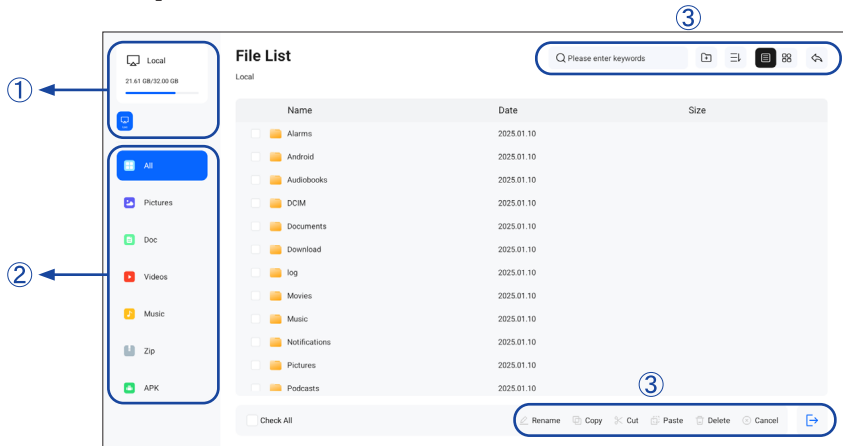 ③
Local
21.61 GB/32.00 GB
①
File List
Local
Please enter keywords
Name Date Size
Alarms 2025.01.10
Android 2025.01.10
Audiobooks 2025.01.10
DCIM 2025.01.10
Documents 2025.01.10
Download 2025.01.10
log 2025.01.10
Movies 2025.01.10
Music 2025.01.10
Notifications 2025.01.10
Pictures 2025.01.10
Podcasts 2025.01.10
②
All
Pictures
Doc
Videos
Music
Zip
APK
③
Check All
Rename Copy Cut Paste Delete Cancel